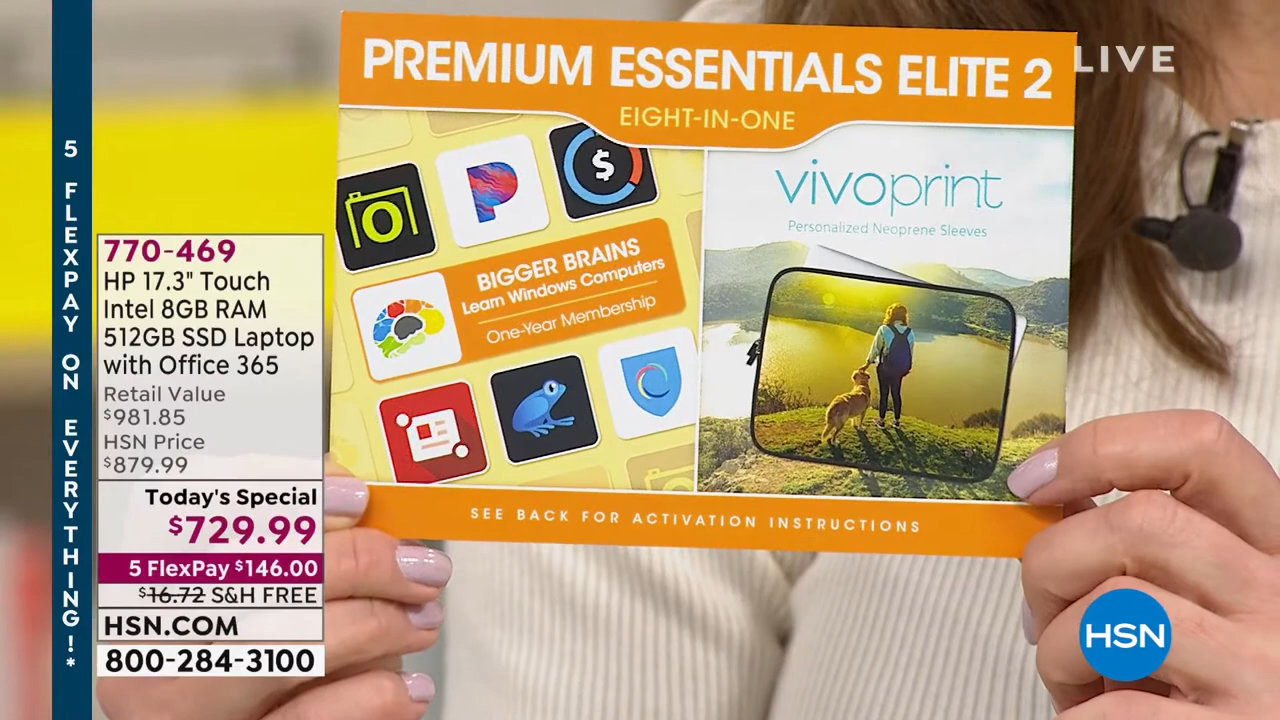 5 FLEXPAY ON EVERYTHING!*
770-469
HP 17.3" Touch
Intel 8GB RAM
512GB SSD Laptop
with Office 365
Retail Value
$981.85
HSN Price
$879.99
Today's Special
$729.99
5 FlexPay $146.00
$16.72 S&H FREE
HSN.COM
800-284-3100
PREMIUM ESSENTIALS ELITE 2
EIGHT-IN-ONE
BIGGER BRAINS
Learn Windows Computers
One-Year Membership
vivoprint
Personalized Neoprene Sleeves
SEE BACK FOR ACTIVATION INSTRUCTIONS
LIVE
HSN